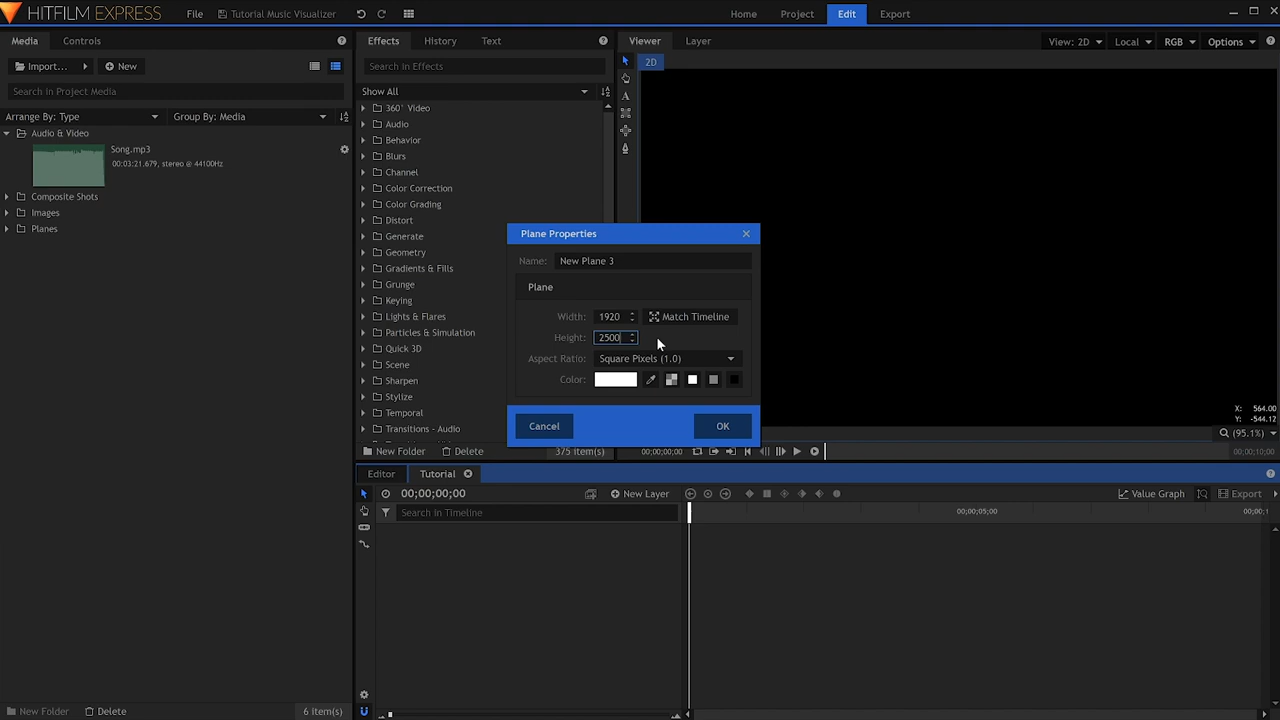 HITFILM EXPRESS
File
Tutorial Music Visualizer
Home
Project
Edit
Export
Media
Controls
Effects
History
Text
Viewer
Layer
View: 2D
Local
RGB
Options
Import...
New
Search in Effects
2D
Search in Project Media
Show All
Arrange By: Type
Group By: Media
Audio & Video
Song.mp3
00:03:21.679, stereo @ 44100Hz
Composite Shots
Images
Planes
360° Video
Audio
Behavior
Blurs
Channel
Color Correction
Color Grading
Distort
Generate
Geometry
Gradients & Fills
Grunge
Keying
Lights & Flares
Particles & Simulation
Quick 3D
Scene
Sharpen
Stylize
Temporal
Transitions - Audio
New Folder
Delete
375 item(s)
Plane Properties
Name: New Plane 3
Plane
Width: 1920
Match Timeline
Height: 2500
Aspect Ratio: Square Pixels (1.0)
Color:
Cancel
OK
X: 564.00
Y: -544.12
(95.1%)
00;00;00;00
00;00;10;00
Editor
Tutorial
00;00;00;00
New Layer
Value Graph
Export
Search in Timeline
00;00;05;00
00;00;1
New Folder
Delete
6 item(s)